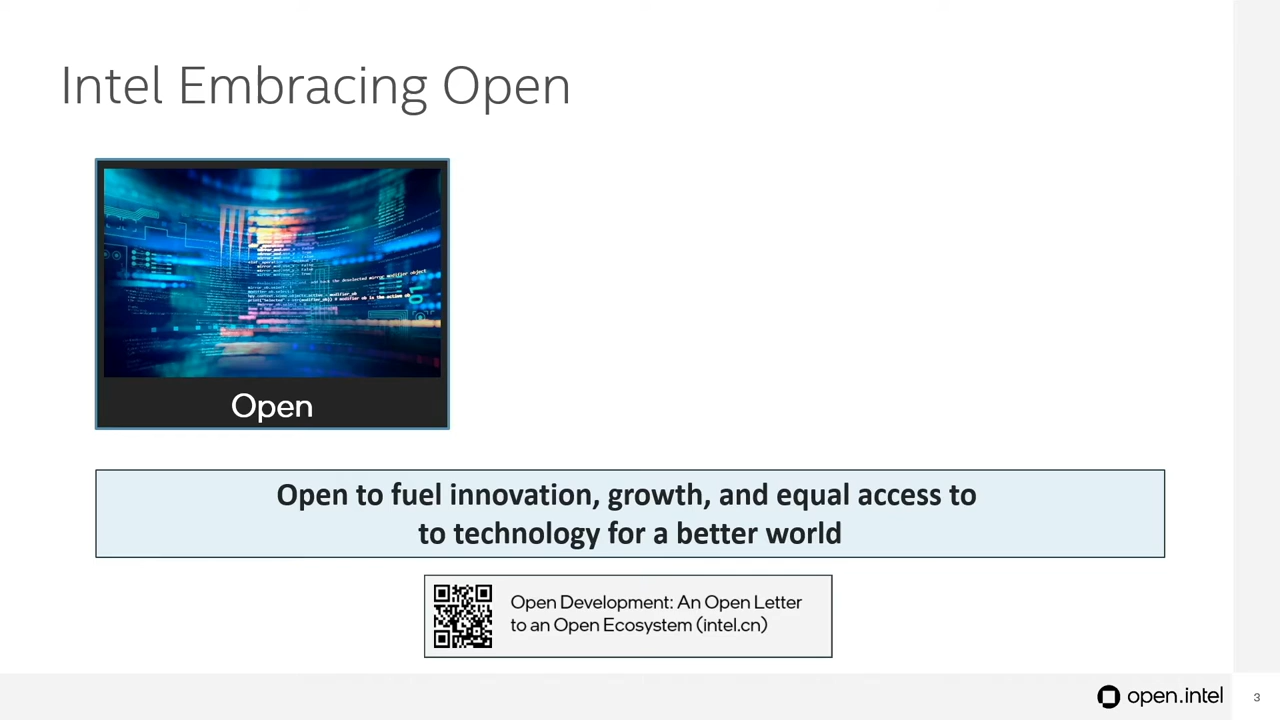 Intel Embracing Open
Open
Open to fuel innovation, growth, and equal access to
to technology for a better world
Open Development: An Open Letter
to an Open Ecosystem (intel.cn)
open.intel
3